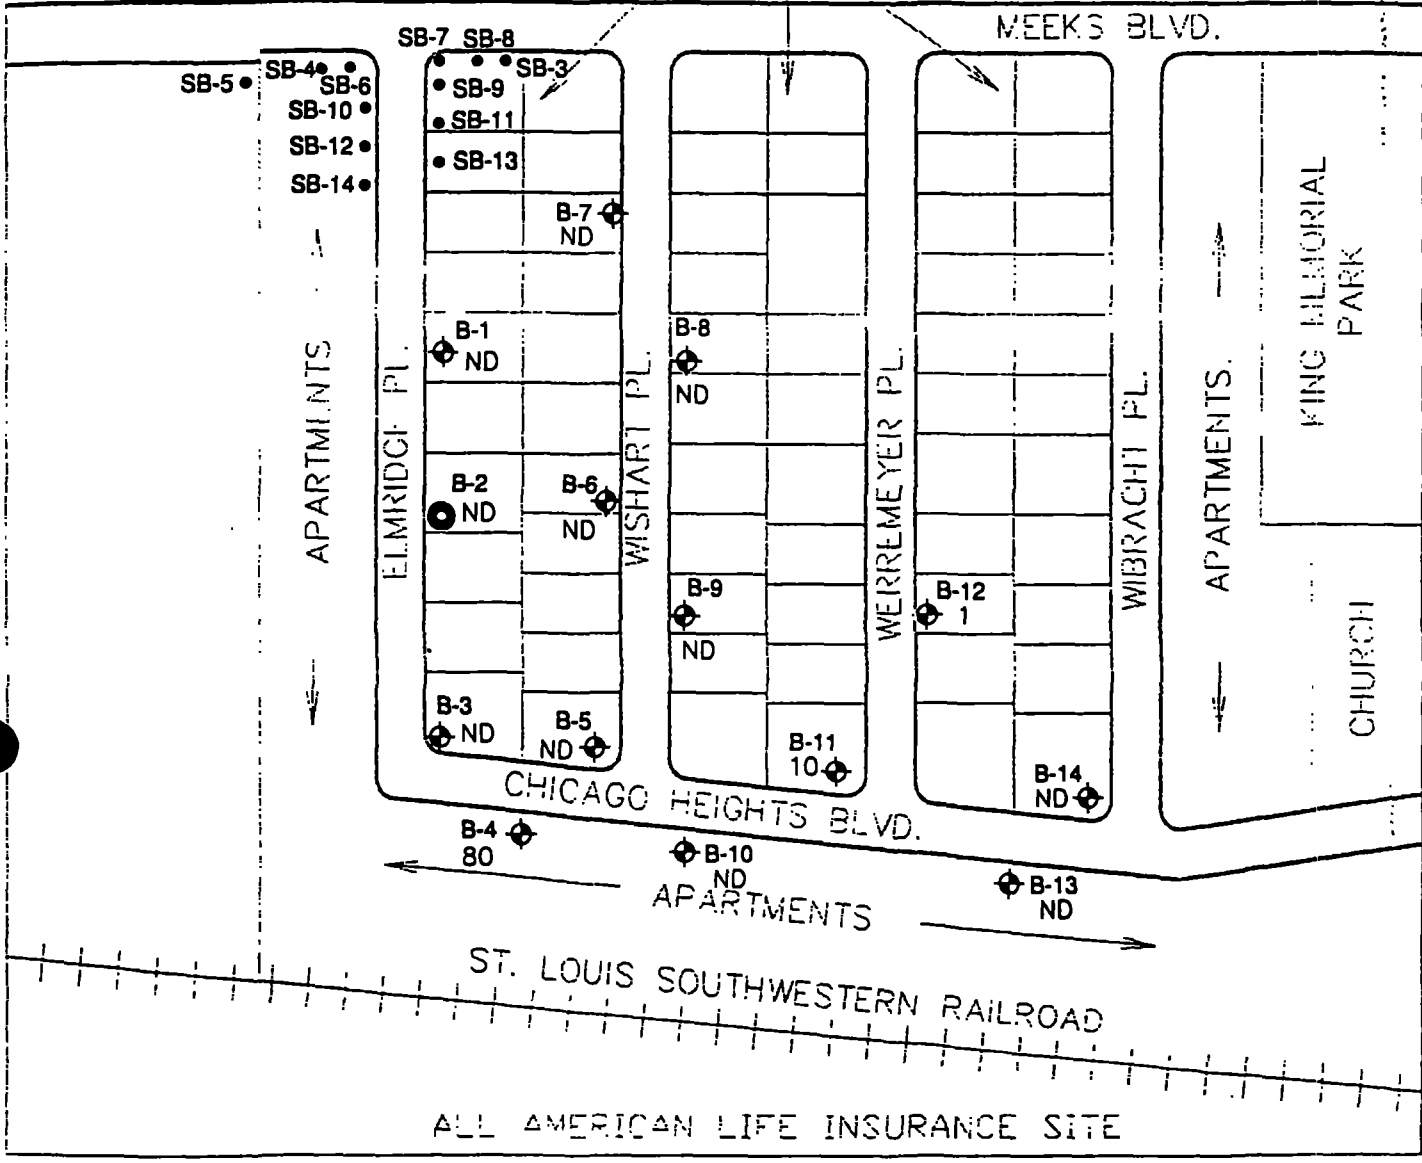 MEEKS BLVD.
SB-7 SB-8
SB-4 SB-3
SB-5 SB-6 SB-9
SB-10
SB-11
SB-12
SB-13
SB-14
B-7
ND
B-1
ND
B-8
ND
APARTMENTS
ELMRIDGE PL.
WISHART PL.
WERREMEYER PL.
WIBRACHT PL.
APARTMENTS.
KING MEMORIAL
PARK
CHURCH
B-2
ND
B-6
ND
B-9
ND
B-12
1
B-3
ND
B-5
ND
B-11
10
B-14
ND
CHICAGO HEIGHTS BLVD.
B-4
80
B-10
ND
B-13
ND
APARTMENTS
ST. LOUIS SOUTHWESTERN RAILROAD
ALL AMERICAN LIFE INSURANCE SITE